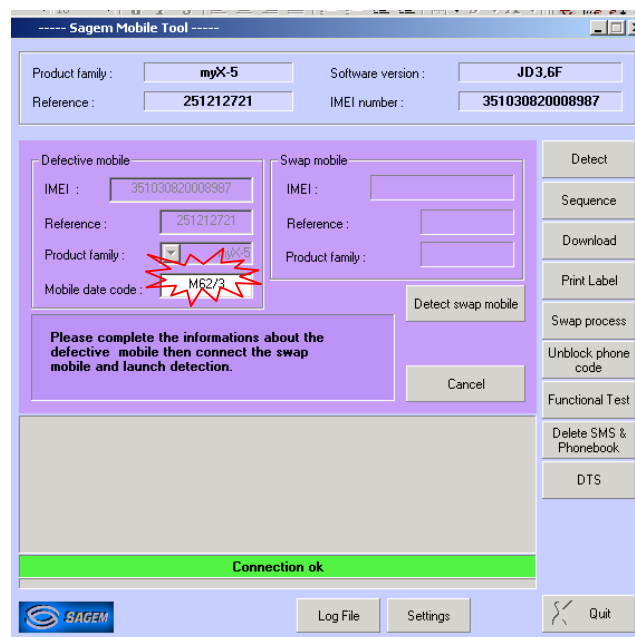 ----- Sagem Mobile Tool -----
Product family : myX-5 Software version : JD3,6F
Reference : 251212721 IMEI number : 351030820008987
Defective mobile
IMEI : 351030820008987
Reference : 251212721
Product family : myX-5
Mobile date code : M62/3
Swap mobile
IMEI :
Reference :
Product family :
Detect swap mobile
Please complete the informations about the
defective mobile then connect the swap
mobile and launch detection.
Cancel
Detect
Sequence
Download
Print Label
Swap process
Unblock phone
code
Functional Test
Delete SMS &
Phonebook
DTS
Connection ok
SAGEM
Log File
Settings
Quit